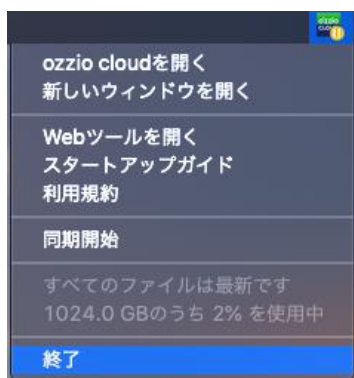 ozzio
CLOUD
ozzio cloudを開く
新しいウィンドウを開く
Webツールを開く
スタートアップガイド
利用規約
同期開始
すべてのファイルは最新です
1024.0 GBのうち 2% を使用中
終了